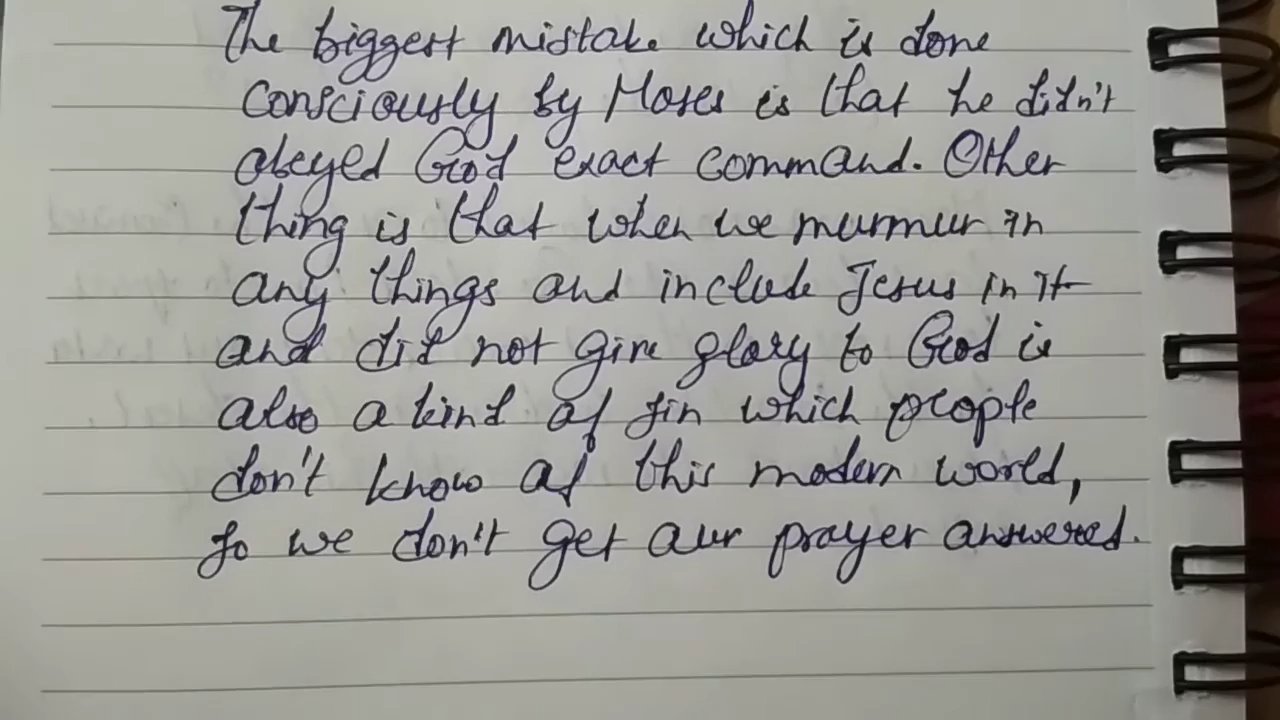 The biggest mistake which is done
consciously by Moses is that he didn't
obeyed God exact command. Other
thing is that when we murmur in
any things and include Jesus in it
and did not give glory to God is
also a kind of sin which people
don't know of this modern world,
so we don't get our prayer answered.